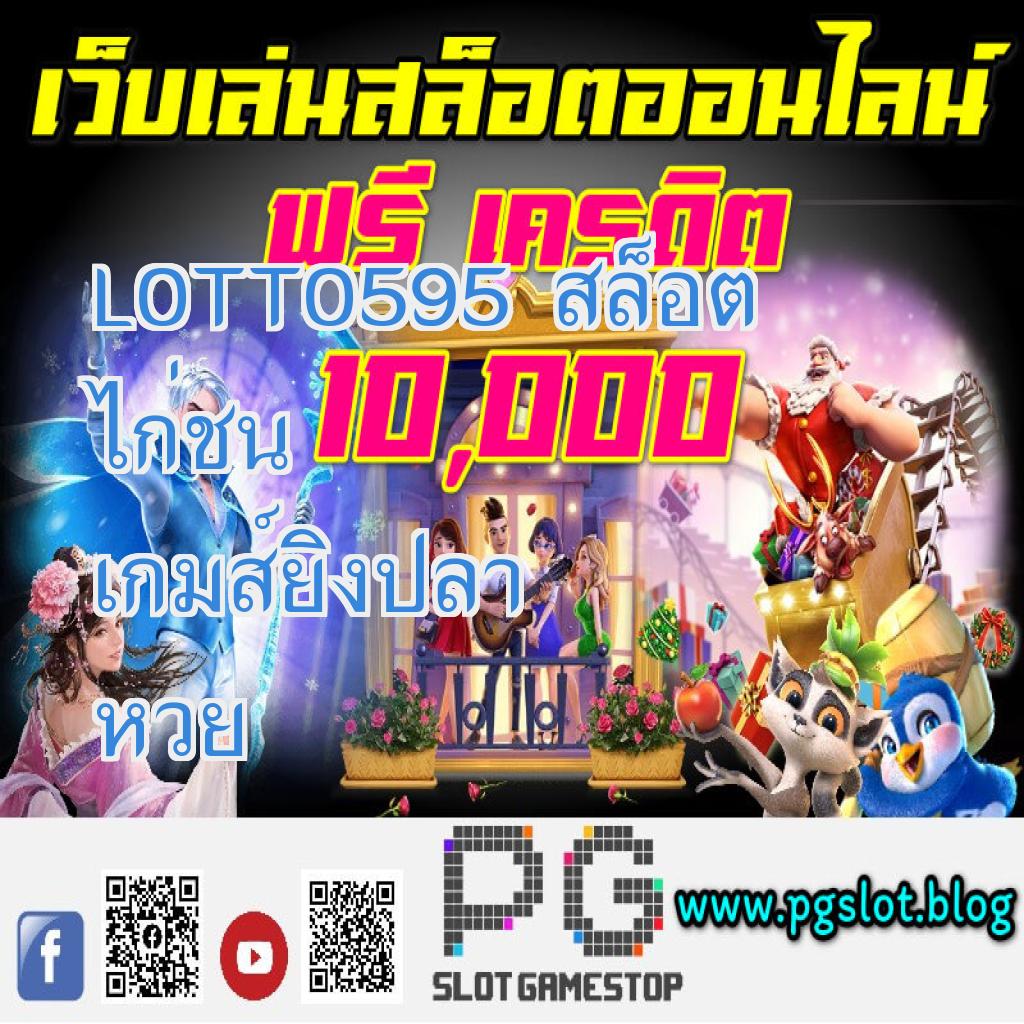 เว็บเล่นสล็อตออนไลน์
ฟรี เครดิต
LOTTO595 สล็อต
ไก่ชน
10,000
เกมส์ยิงปลา
หวย
PG
www.pgslot.blog
SLOT GAMESTOP